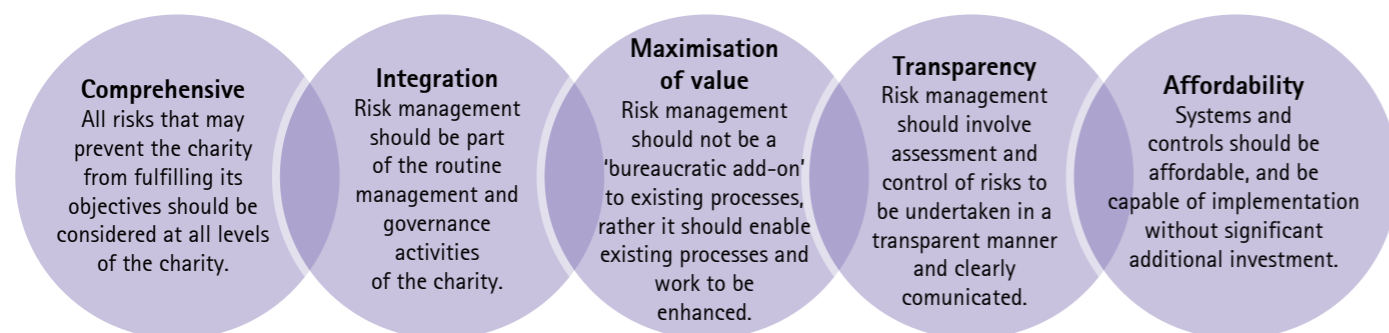 Comprehensive
All risks that may
prevent the charity
from fulfilling its
objectives should be
considered at all levels
of the charity.
Integration
Risk management
should be part
of the routine
management and
governance
activities
of the charity.
Maximisation
of value
Risk management
should not be a
'bureaucratic add-on'
to existing processes,
rather it should enable
existing processes and
work to be
enhanced.
Transparency
Risk management
should involve
assessment and
control of risks to
be undertaken in a
transparent manner
and clearly
comunicated.
Affordability
Systems and
controls should be
affordable, and be
capable of implementation
without significant
additional investment.